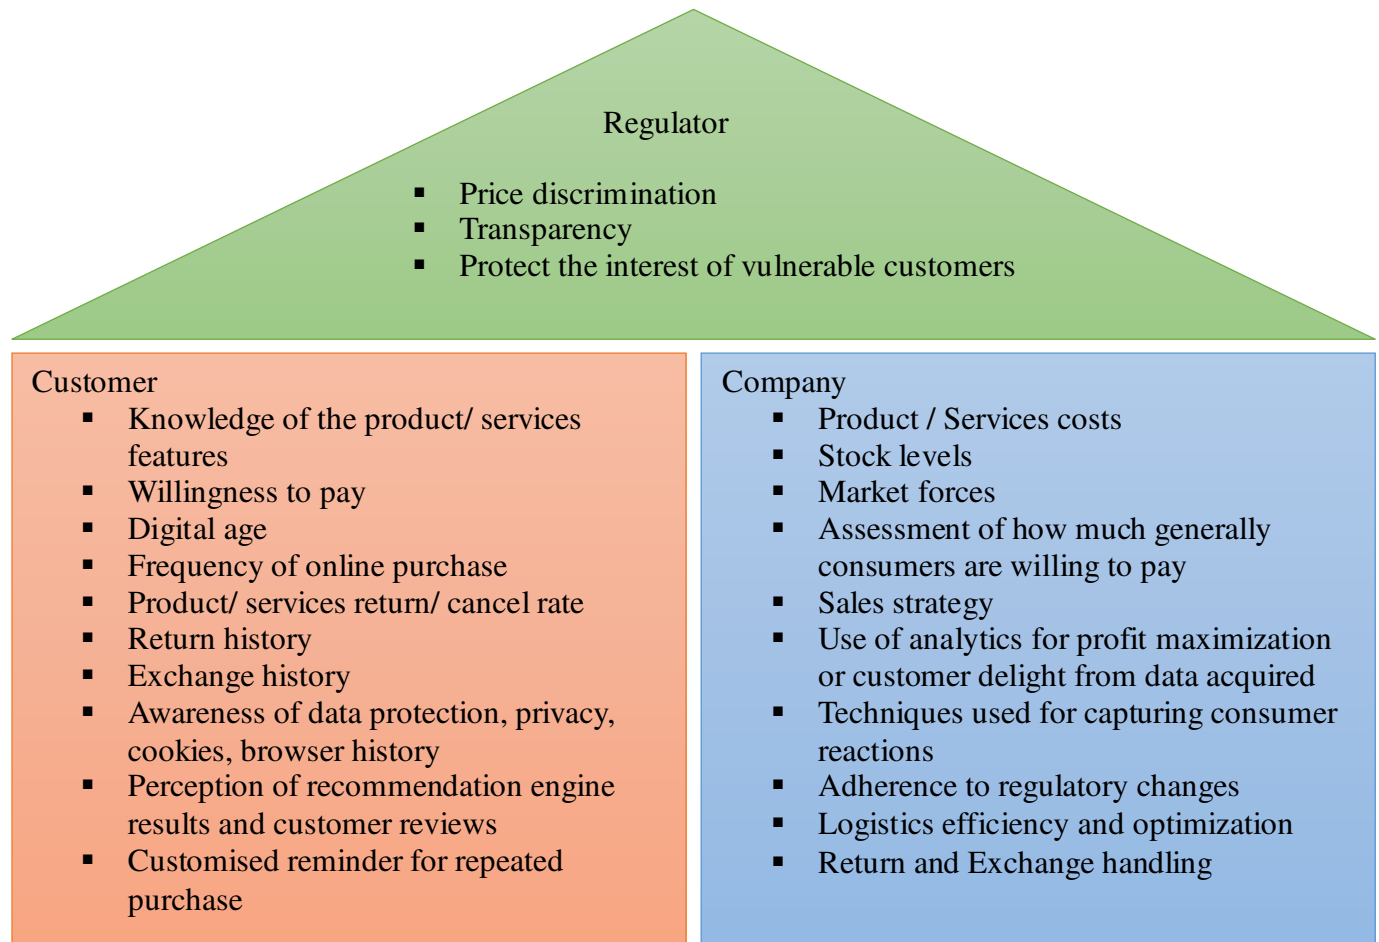 Regulator
▪ Price discrimination
▪ Transparency
▪ Protect the interest of vulnerable customers
Customer
▪ Knowledge of the product/ services
features
▪ Willingness to pay
▪ Digital age
▪ Frequency of online purchase
▪ Product/ services return/ cancel rate
▪ Return history
▪ Exchange history
▪ Awareness of data protection, privacy,
cookies, browser history
▪ Perception of recommendation engine
results and customer reviews
▪ Customised reminder for repeated
purchase
Company
▪ Product / Services costs
▪ Stock levels
▪ Market forces
▪ Assessment of how much generally
consumers are willing to pay
▪ Sales strategy
▪ Use of analytics for profit maximization
or customer delight from data acquired
▪ Techniques used for capturing consumer
reactions
▪ Adherence to regulatory changes
▪ Logistics efficiency and optimization
▪ Return and Exchange handling